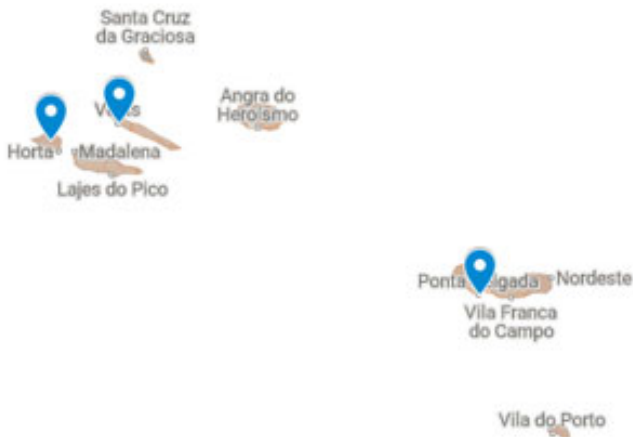 Santa Cruz
da Graciosa
Angra do
Heroísmo
Horta
Madalena
Lajes do Pico
Ponta
Nordeste
Vila Franca
do Campo
Vila do Porto